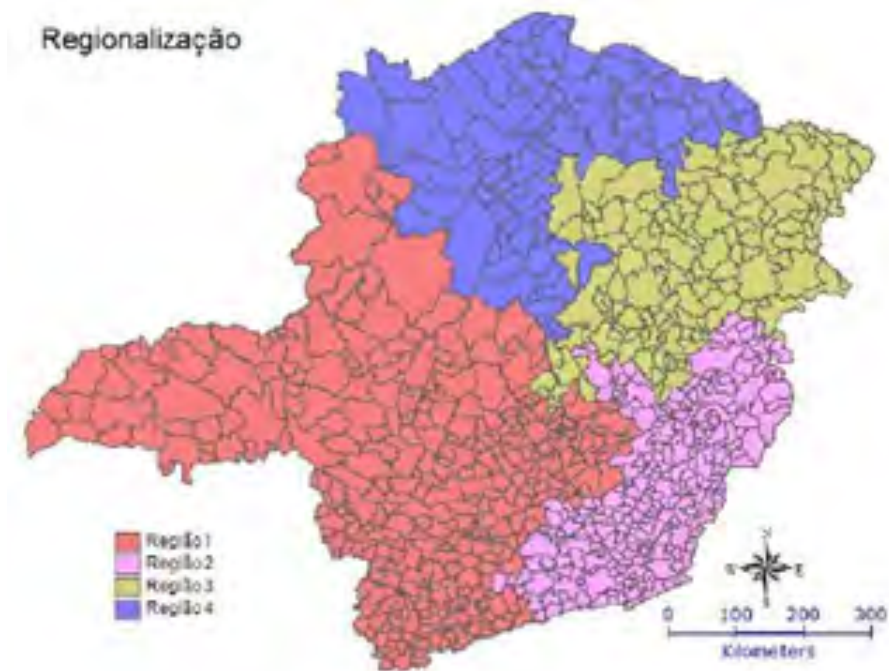 Regionalização
Região 1
Região 2
Região 3
Região 4
N
S E
S
0 100 200 300
Kilometers